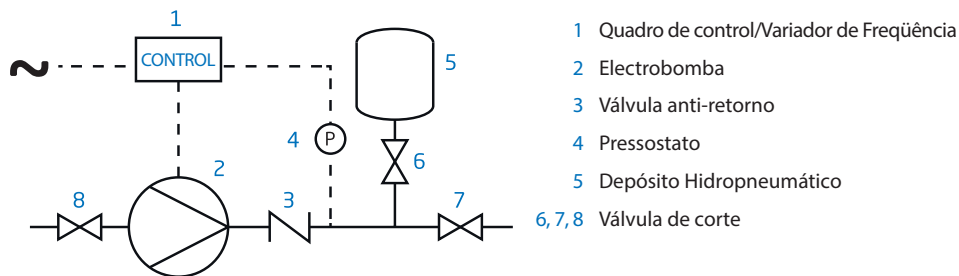 1
CONTROL
5
4
P
6
2
8
3
7
1 Quadro de control/Variador de Freqüência
2 Electrobomba
3 Válvula anti-retorno
4 Pressostato
5 Depósito Hidropneumático
6, 7, 8 Válvula de corte